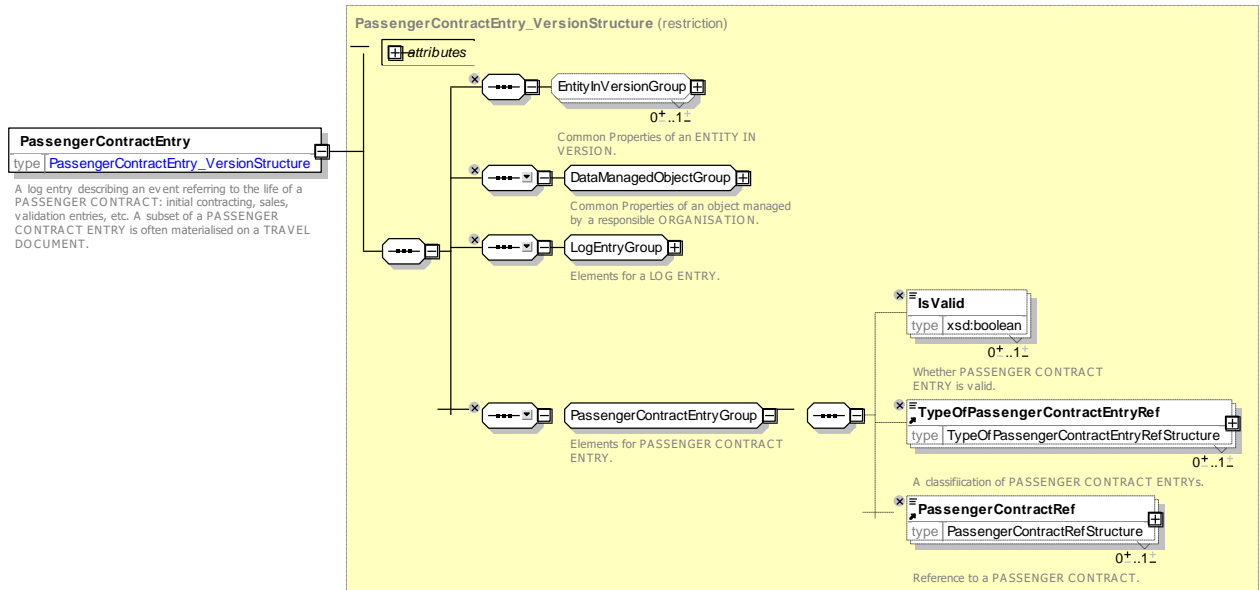 PassengerContractEntry_VersionStructure (restriction)
attributes
EntityInVersionGroup
0..1
Common Properties of an ENTITY IN
VERSION.
PassengerContractEntry
type PassengerContractEntry_VersionStructure
A log entry describing an event referring to the life of a
PASSENGER CONTRACT: initial contracting, sales,
validation entries, etc. A subset of a PASSENGER
CONTRACT ENTRY is often materialised on a TRAVEL
DOCUMENT.
DataManagedObjectGroup
Common Properties of an object managed
by a responsible ORGANISATION.
LogEntryGroup
Elements for a LOG ENTRY.
IsValid
type xsd:boolean
0..1
Whether PASSENGER CONTRACT
ENTRY is valid.
PassengerContractEntryGroup
Elements for PASSENGER CONTRACT
ENTRY.
TypeOfPassengerContractEntryRef
type TypeOfPassengerContractEntryRefStructure
0..1
A classifiication of PASSENGER CONTRACT ENTRYs.
PassengerContractRef
type PassengerContractRefStructure
0..1
Reference to a PASSENGER CONTRACT.